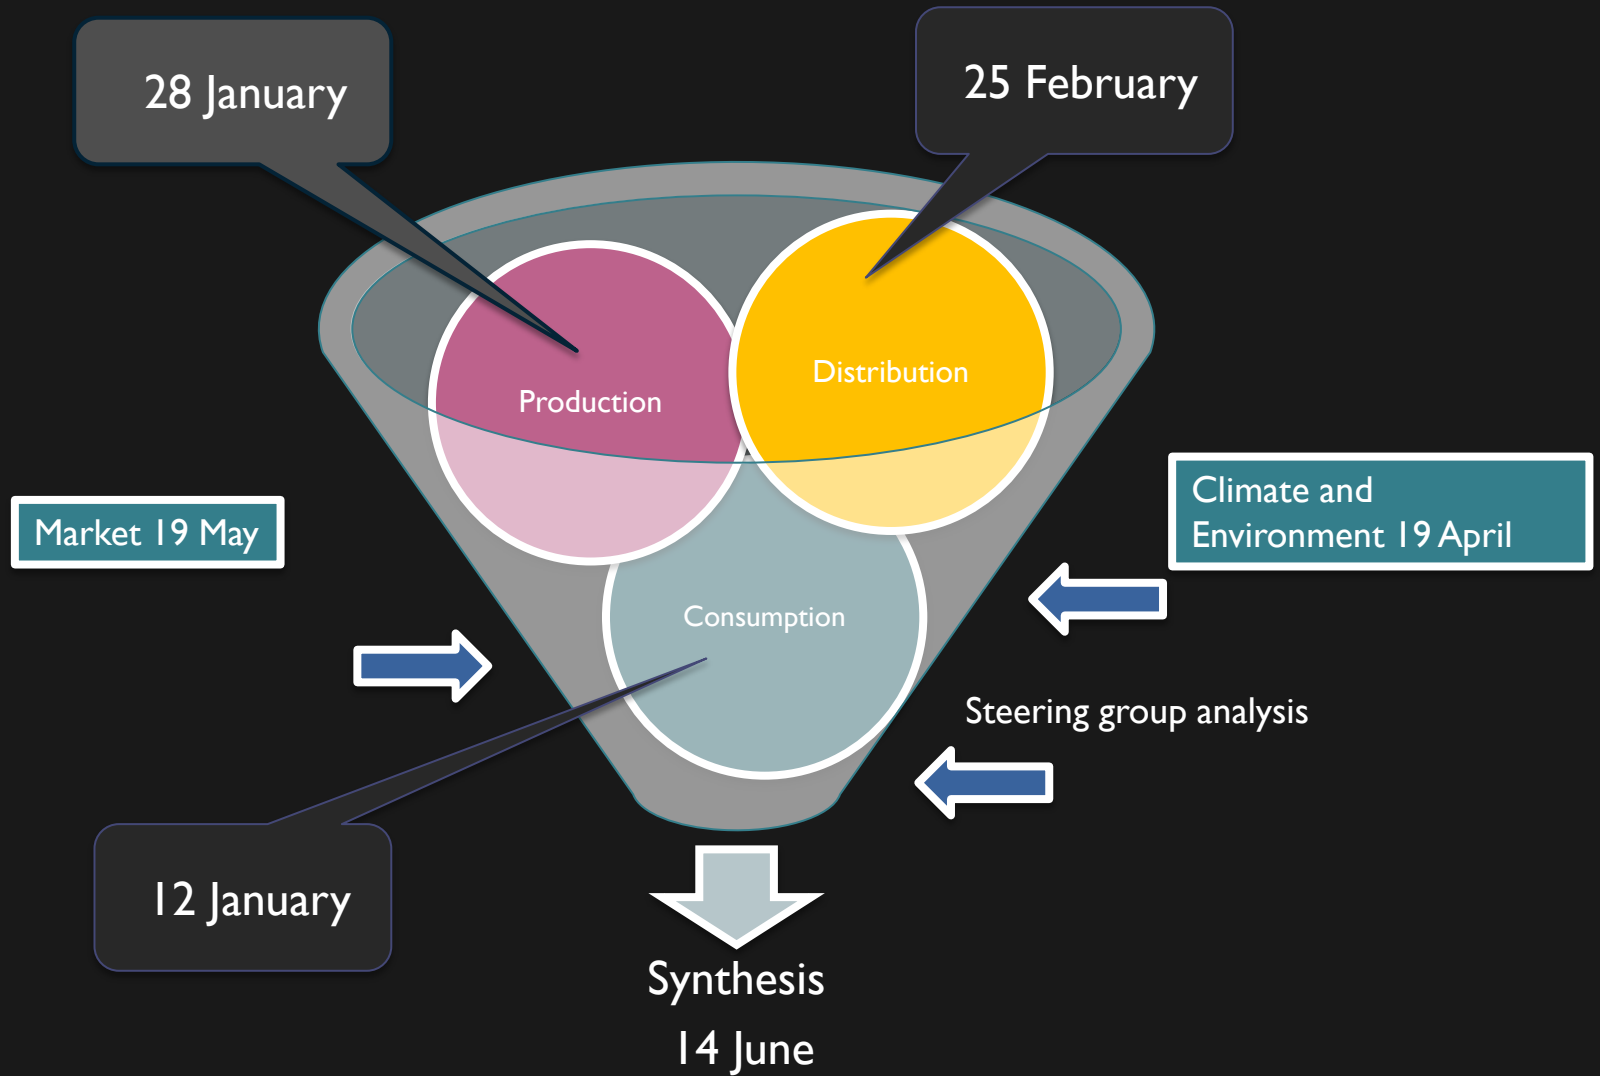 28 January
25 February
Distribution
Production
Climate and
Environment 19 April
Market 19 May
Consumption
Steering group analysis
12 January
Synthesis
14 June